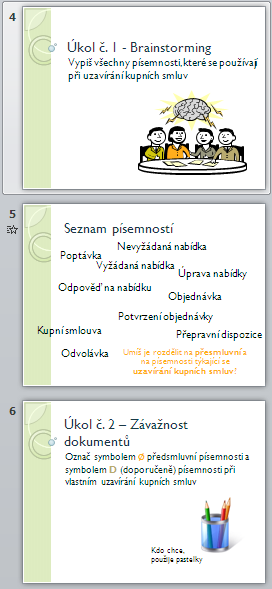 4
Úkol č. 1 - Brainstorming
Vypiš všechny písemnosti, které se používají
při uzavírání kupních smluv
5
Seznam písemností
Nevyžádaná nabídka
Poptávka
Vyžádaná nabídka
Úprava nabídky
Odpověď na nabídku
Objednávka
Potvrzení objednávky
Kupní smlouva
Přepravní dispozice
Odvolávka
Umíš je rozdělit na přesmluvní a
na písemnosti týkající se
uzavírání kupních smluv?
6
Úkol č. 2 – Závažnost
dokumentů
Označ symbolem Ø předsmluvní písemnosti a
symbolem D (doporučeně) písemnosti při
vlastním uzavírání kupních smluv
Kdo chce,
použije pastelky